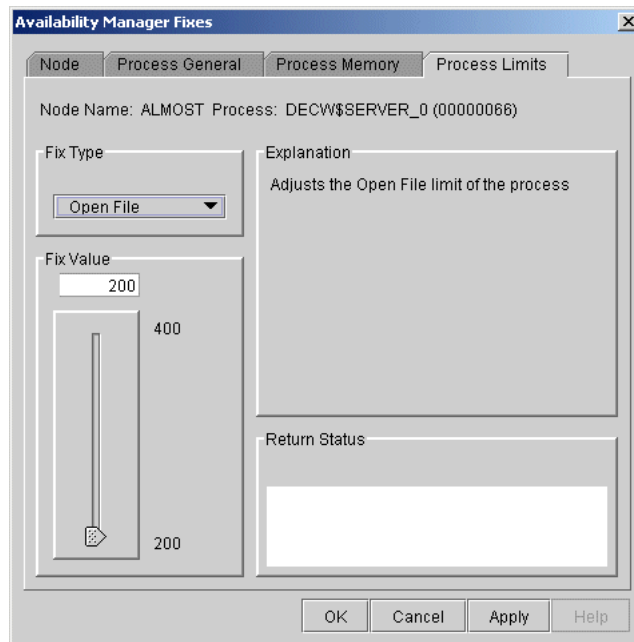 Availability Manager Fixes
Node
Process General
Process Memory
Process Limits
Node Name: ALMOST Process: DECW$SERVER_0 (00000066)
Fix Type
Open File
Explanation
Adjusts the Open File limit of the process
Fix Value
200
400
200
Return Status
OK
Cancel
Apply
Help